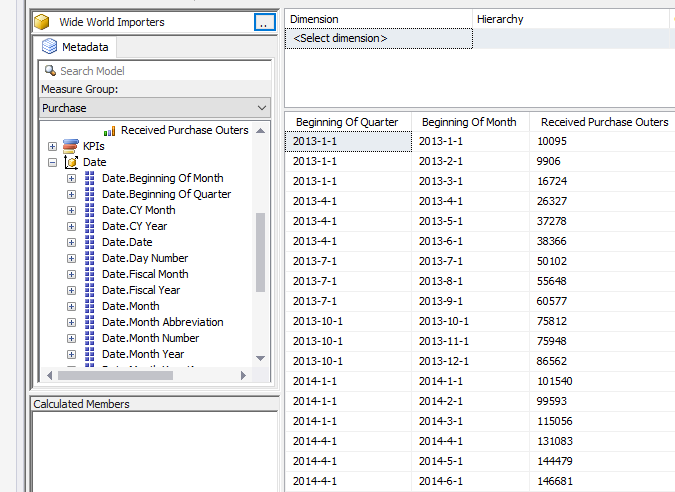 Wide World Importers
..
Metadata
Search Model
Measure Group:
Purchase
Received Purchase Outers
KPIs
Date
Date.Beginning Of Month
Date.Beginning Of Quarter
Date.CY Month
Date.CY Year
Date.Date
Date.Day Number
Date.Fiscal Month
Date.Fiscal Year
Date.Month
Date.Month Abbreviation
Date.Month Number
Date.Month Year
Calculated Members
Dimension Hierarchy
<Select dimension>
Beginning Of Quarter Beginning Of Month Received Purchase Outers
2013-1-1 2013-1-1 10095
2013-1-1 2013-2-1 9906
2013-1-1 2013-3-1 16724
2013-4-1 2013-4-1 26327
2013-4-1 2013-5-1 37278
2013-4-1 2013-6-1 38366
2013-7-1 2013-7-1 50102
2013-7-1 2013-8-1 55648
2013-7-1 2013-9-1 60577
2013-10-1 2013-10-1 75812
2013-10-1 2013-11-1 75948
2013-10-1 2013-12-1 86562
2014-1-1 2014-1-1 101540
2014-1-1 2014-2-1 99593
2014-1-1 2014-3-1 115056
2014-4-1 2014-4-1 131083
2014-4-1 2014-5-1 144479
2014-4-1 2014-6-1 146681